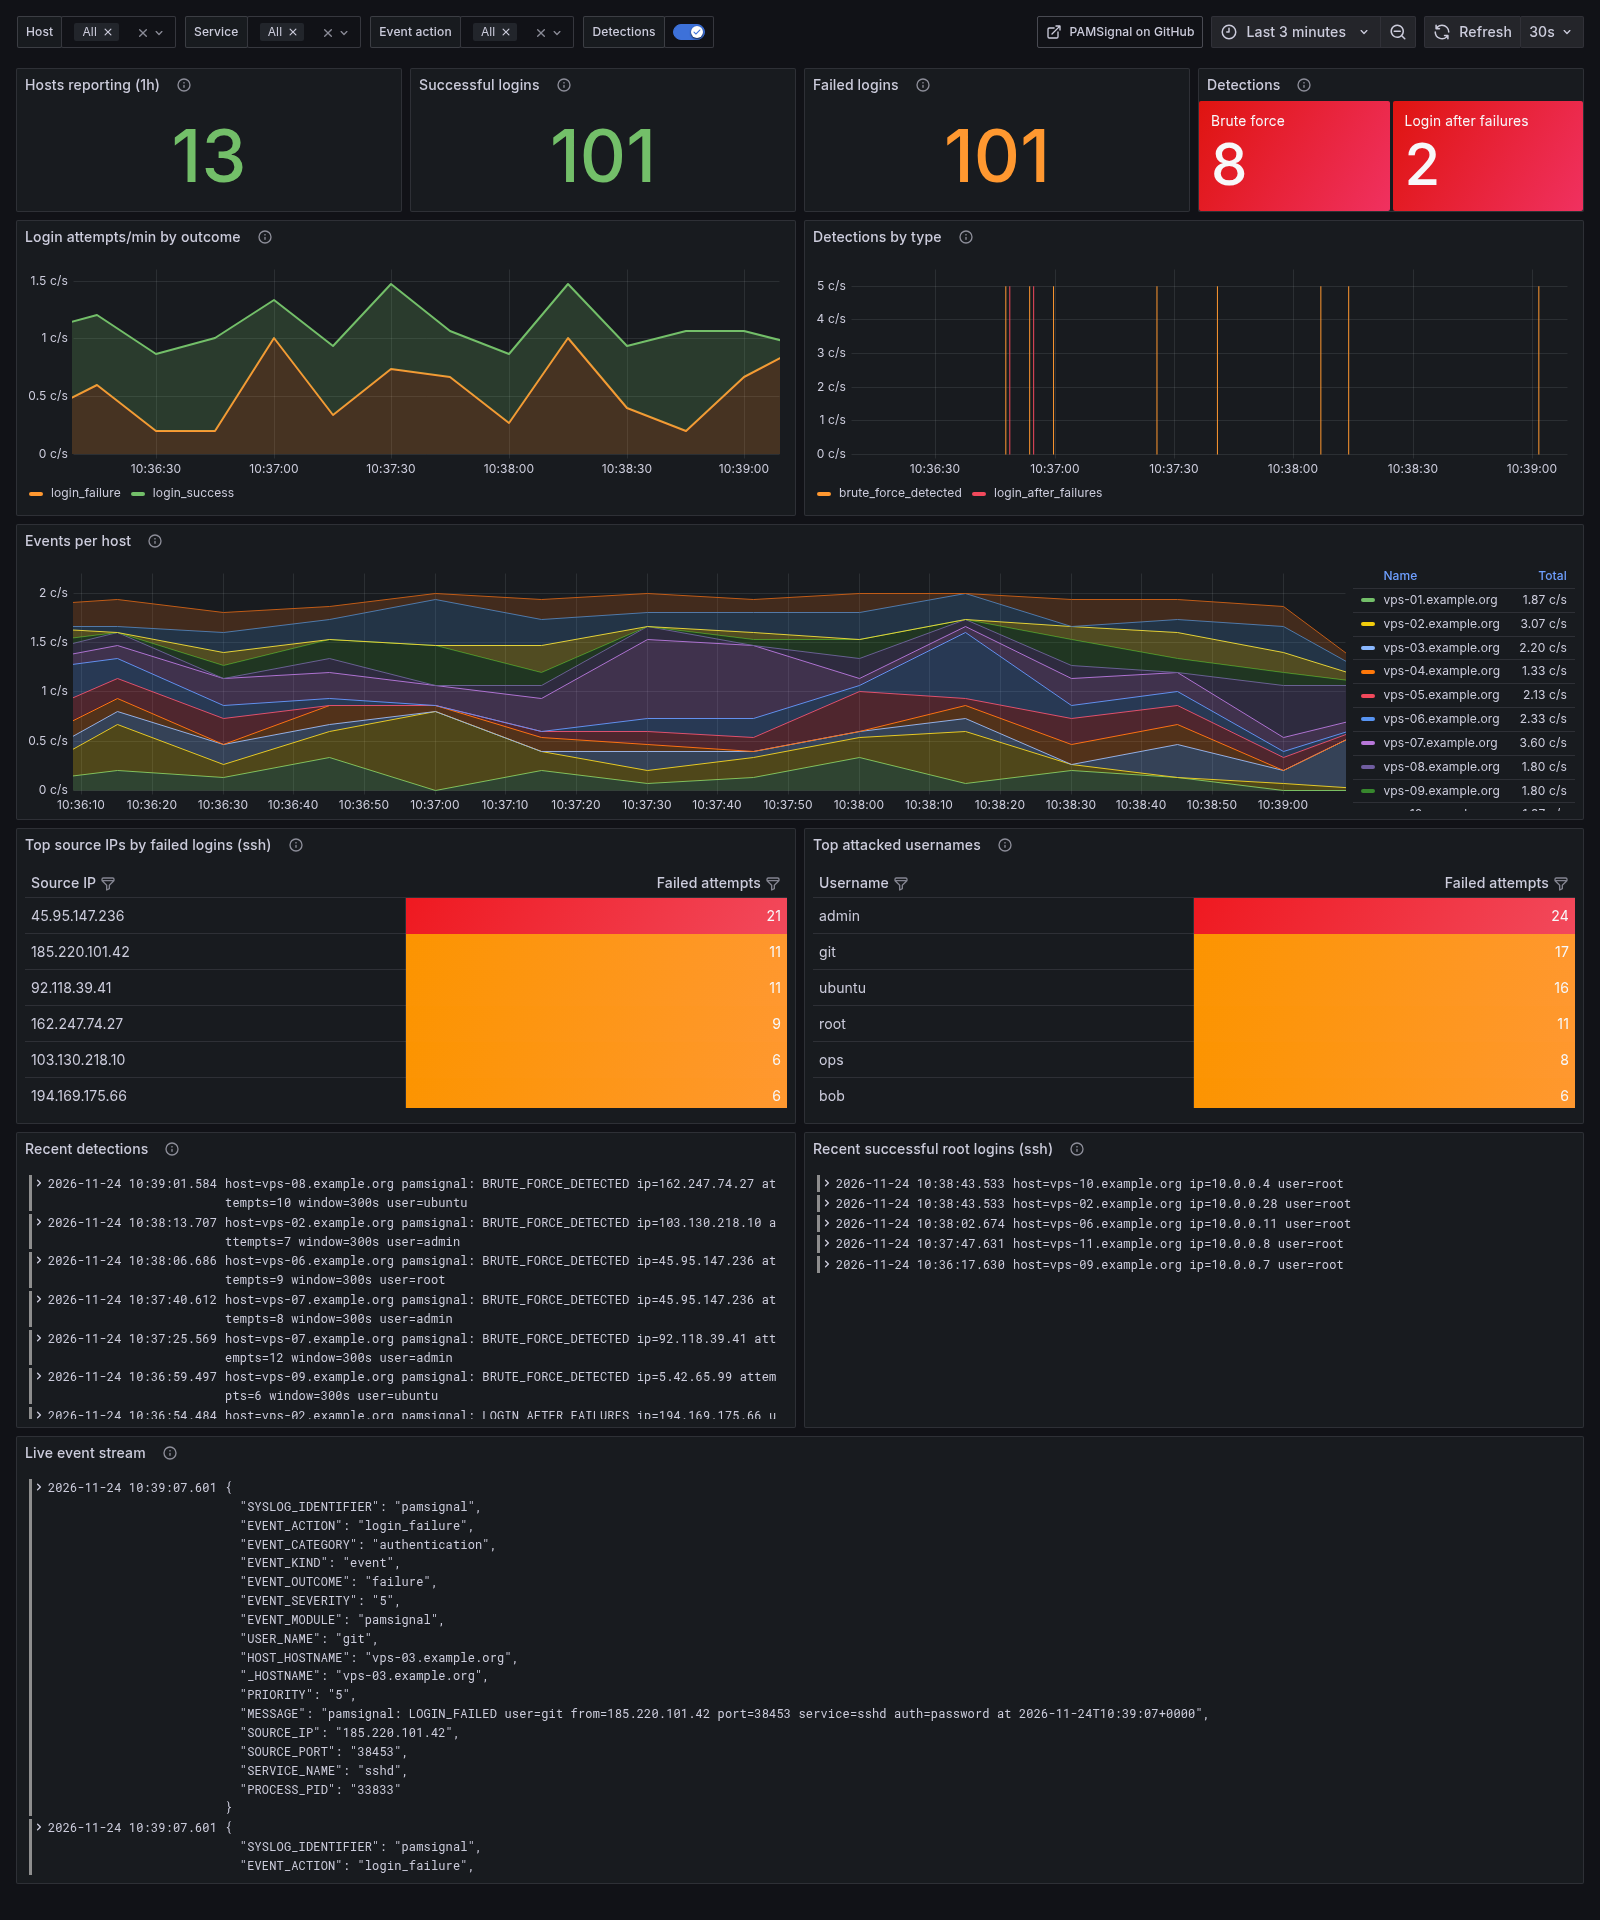 Host All Service All Event action All Detections PAMSignal on GitHub Last 3 minutes Refresh 30s
Hosts reporting (1h)
13
Successful logins
101
Failed logins
101
Detections
Brute force
8
Login after failures
2
Login attempts/min by outcome
1.5 c/s
1 c/s
0.5 c/s
0 c/s
10:36:30 10:37:00 10:37:30 10:38:00 10:38:30 10:39:00
login_failure login_success
Detections by type
5 c/s
4 c/s
3 c/s
2 c/s
1 c/s
0 c/s
10:36:30 10:37:00 10:37:30 10:38:00 10:38:30 10:39:00
brute_force_detected login_after_failures
Events per host
2 c/s
1.5 c/s
1 c/s
0.5 c/s
0 c/s
10:36:10 10:36:20 10:36:30 10:36:40 10:36:50 10:37:00 10:37:10 10:37:20 10:37:30 10:37:40 10:37:50 10:38:00 10:38:10 10:38:20 10:38:30 10:38:40 10:38:50 10:39:00
Name Total
vps-01.example.org 1.87 c/s
vps-02.example.org 3.07 c/s
vps-03.example.org 2.20 c/s
vps-04.example.org 1.33 c/s
vps-05.example.org 2.13 c/s
vps-06.example.org 2.33 c/s
vps-07.example.org 3.60 c/s
vps-08.example.org 1.80 c/s
vps-09.example.org 1.80 c/s
Top source IPs by failed logins (ssh)
Source IP Failed attempts
45.95.147.236 21
185.220.101.42 11
92.118.39.41 11
162.247.74.27 9
103.130.218.10 6
194.169.175.66 6
Top attacked usernames
Username Failed attempts
admin 24
git 17
ubuntu 16
root 11
ops 8
bob 6
Recent detections
2026-11-24 10:39:01.584 host=vps-08.example.org pamsignal: BRUTE_FORCE_DETECTED ip=162.247.74.27 at
tempts=10 window=300s user=ubuntu
2026-11-24 10:38:13.707 host=vps-02.example.org pamsignal: BRUTE_FORCE_DETECTED ip=103.130.218.10 a
ttempts=7 window=300s user=admin
2026-11-24 10:38:06.686 host=vps-06.example.org pamsignal: BRUTE_FORCE_DETECTED ip=45.95.147.236 at
tempts=9 window=300s user=root
2026-11-24 10:37:40.612 host=vps-07.example.org pamsignal: BRUTE_FORCE_DETECTED ip=45.95.147.236 at
tempts=8 window=300s user=admin
2026-11-24 10:37:25.569 host=vps-07.example.org pamsignal: BRUTE_FORCE_DETECTED ip=92.118.39.41 att
empts=12 window=300s user=admin
2026-11-24 10:36:59.497 host=vps-09.example.org pamsignal: BRUTE_FORCE_DETECTED ip=5.42.65.99 attem
pts=6 window=300s user=ubuntu
2026-11-24 10:36:54.484 host=vps-02.example.org pamsignal: LOGIN_AFTER_FAILURES ip=194.169.175.66 u
Recent successful root logins (ssh)
2026-11-24 10:38:43.533 host=vps-10.example.org ip=10.0.0.4 user=root
2026-11-24 10:38:43.533 host=vps-02.example.org ip=10.0.0.28 user=root
2026-11-24 10:38:02.674 host=vps-06.example.org ip=10.0.0.11 user=root
2026-11-24 10:37:47.631 host=vps-11.example.org ip=10.0.0.8 user=root
2026-11-24 10:36:17.630 host=vps-09.example.org ip=10.0.0.7 user=root
Live event stream
2026-11-24 10:39:07.601 {
"SYSLOG_IDENTIFIER": "pamsignal",
"EVENT_ACTION": "login_failure",
"EVENT_CATEGORY": "authentication",
"EVENT_KIND": "event",
"EVENT_OUTCOME": "failure",
"EVENT_SEVERITY": "5",
"EVENT_MODULE": "pamsignal",
"USER_NAME": "git",
"HOST_HOSTNAME": "vps-03.example.org",
"_HOSTNAME": "vps-03.example.org",
"PRIORITY": "5",
"MESSAGE": "pamsignal: LOGIN_FAILED user=git from=185.220.101.42 port=38453 service=sshd auth=password at 2026-11-24T10:39:07+0000",
"SOURCE_IP": "185.220.101.42",
"SOURCE_PORT": "38453",
"SERVICE_NAME": "sshd",
"PROCESS_PID": "33833"
}
2026-11-24 10:39:07.601 {
"SYSLOG_IDENTIFIER": "pamsignal",
"EVENT_ACTION": "login_failure",